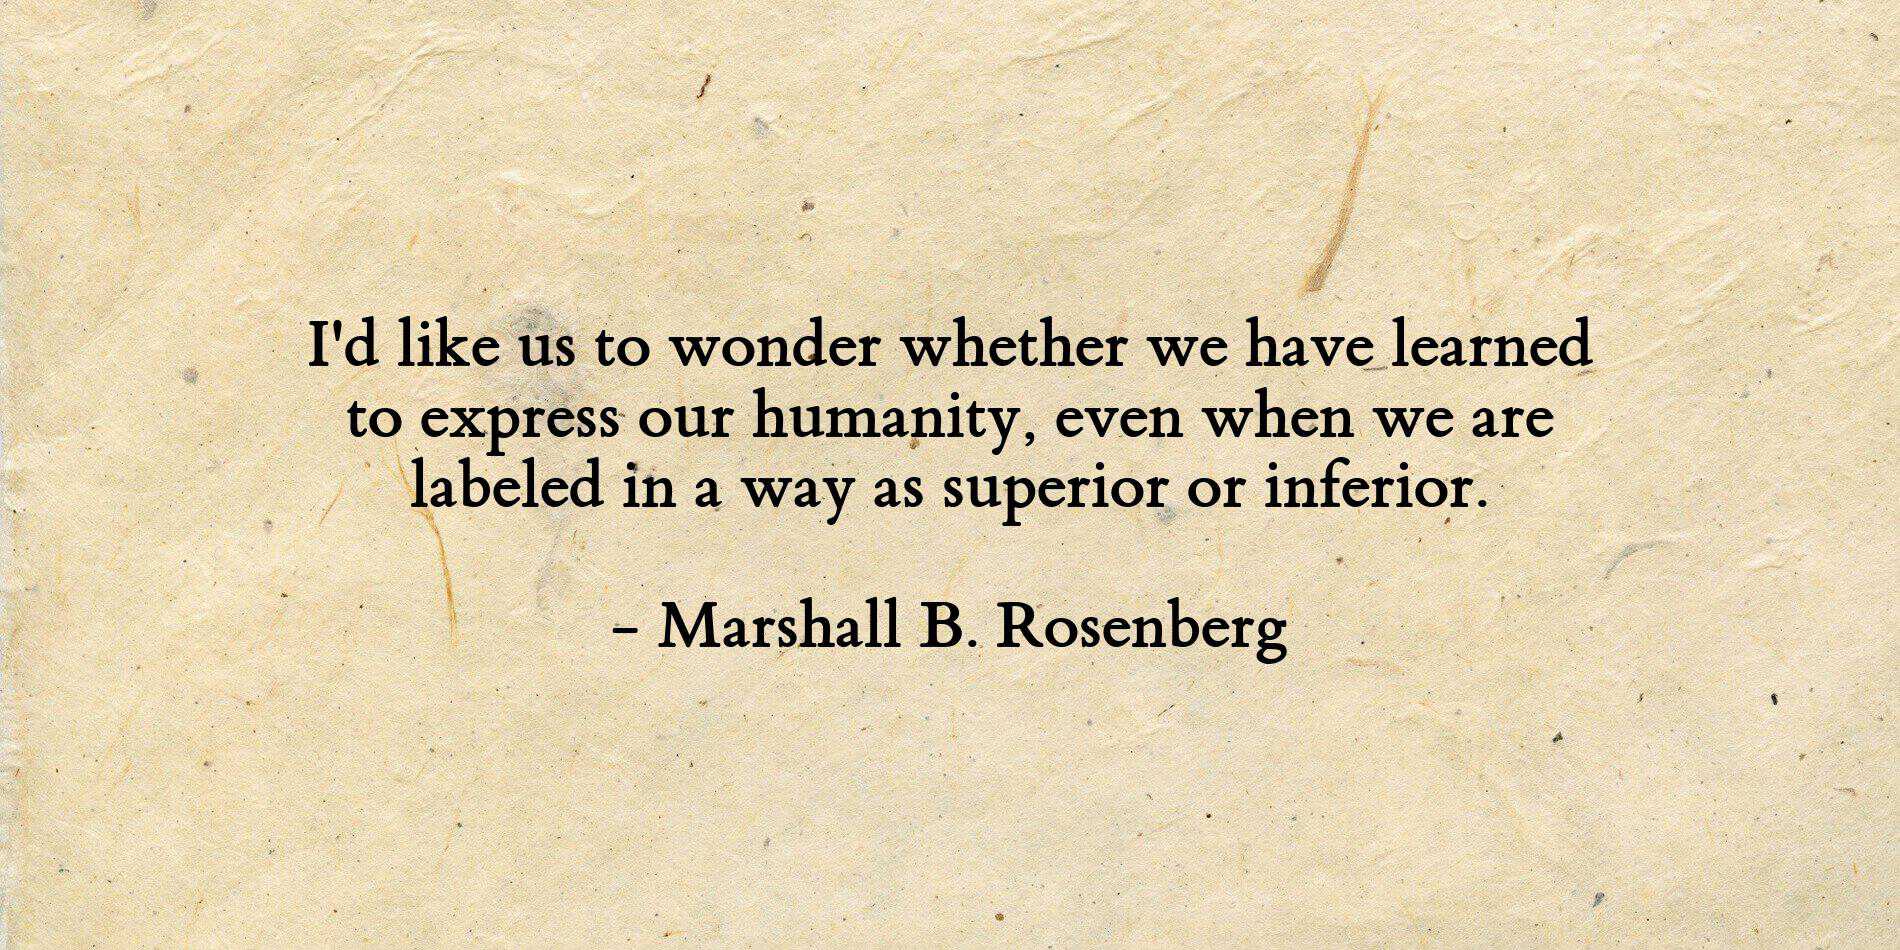 I'd like us to wonder whether we have learned
to express our humanity, even when we are
labeled in a way as superior or inferior.
- Marshall B. Rosenberg